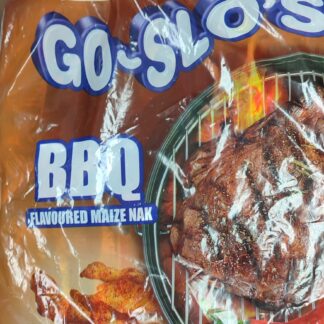 GO-SLO'S
BBQ
FLAVOURED MAIZE NAK